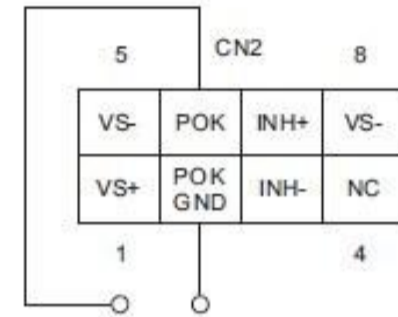 5 CN2 8
VS- POK INH+ VS-
VS+ POK GND INH- NC
1 4